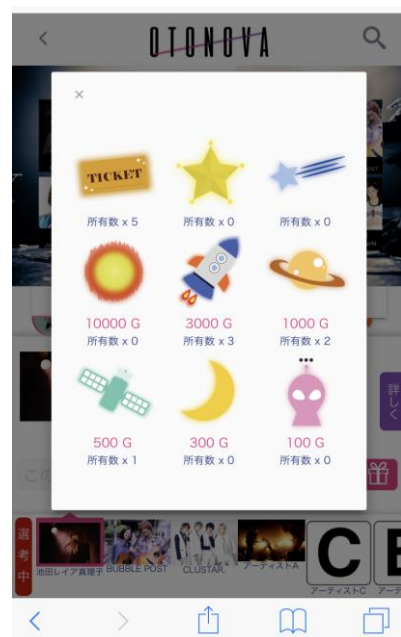 OTONOVA
×
TICKET
所有数 x 5
所有数 x 0
所有数 x 0
10000 G
3000 G
1000 G
所有数 x 0
所有数 x 3
所有数 x 2
500 G
300 G
100 G
所有数 x 1
所有数 x 0
所有数 x 0
詳しく
この
選考中
池田レイア真理子
BUBBLE POST
CLUSTAR.
アーティストA
C
アーティストC